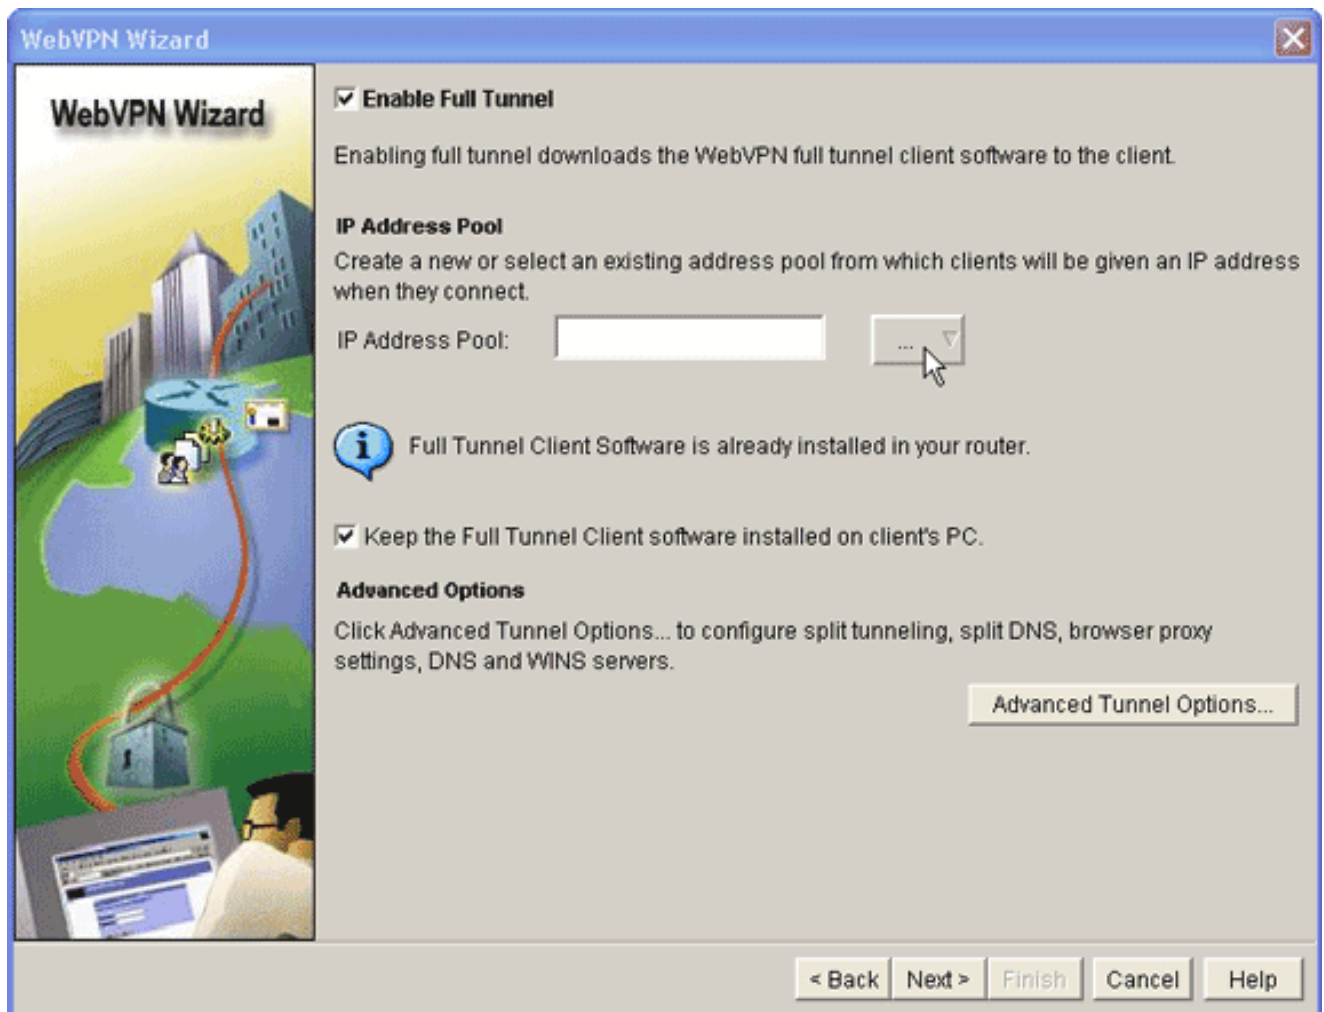 WebVPN Wizard
WebVPN Wizard
Enable Full Tunnel
Enabling full tunnel downloads the WebVPN full tunnel client software to the client.
IP Address Pool
Create a new or select an existing address pool from which clients will be given an IP address
when they connect.
IP Address Pool:
...
Full Tunnel Client Software is already installed in your router.
Keep the Full Tunnel Client software installed on client's PC.
Advanced Options
Click Advanced Tunnel Options... to configure split tunneling, split DNS, browser proxy
settings, DNS and WINS servers.
Advanced Tunnel Options...
< Back Next > Finish Cancel Help